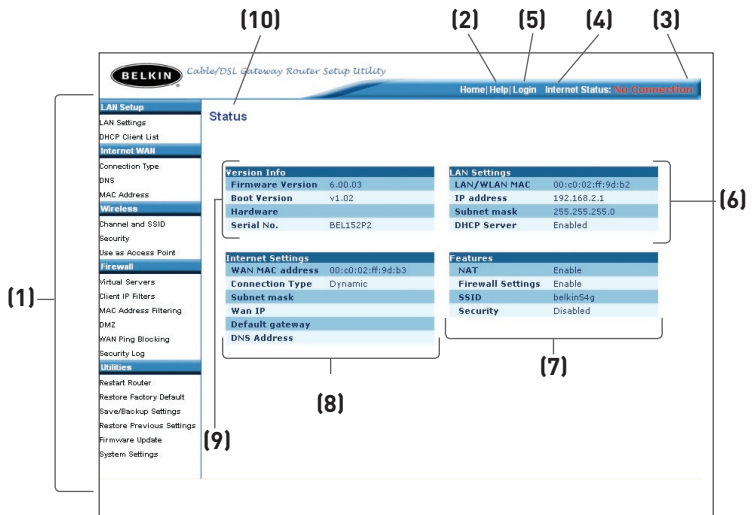 (10) (2) (5) (4) (3)
BELKIN Cable/DSL Gateway Router Setup Utility
Home| Help| Login Internet Status: No Connection
(1)
LAN Setup
LAN Settings
DHCP Client List
Internet WAN
Connection Type
DNS
MAC Address
Wireless
Channel and SSID
Security
Use as Access Point
Firewall
Virtual Servers
Client IP Filters
MAC Address Filtering
DMZ
WAN Ping Blocking
Security Log
Utilities
Restart Router
Restore Factory Default
Save/Backup Settings
Restore Previous Settings
Firmware Update
System Settings
Status
Version Info
Firmware Version 6.00.03
Boot Version v1.02
Hardware
Serial No. BEL152P2
(9)
LAN Settings
LAN/WLAN MAC 00:c0:02:ff:9d:b2
IP address 192.168.2.1
Subnet mask 255.255.255.0
DHCP Server Enabled
(6)
Internet Settings
WAN MAC address 00:c0:02:ff:9d:b3
Connection Type Dynamic
Subnet mask
Wan IP
Default gateway
DNS Address
(8)
Features
NAT Enable
Firewall Settings Enable
SSID belkin54g
Security Disabled
(7)